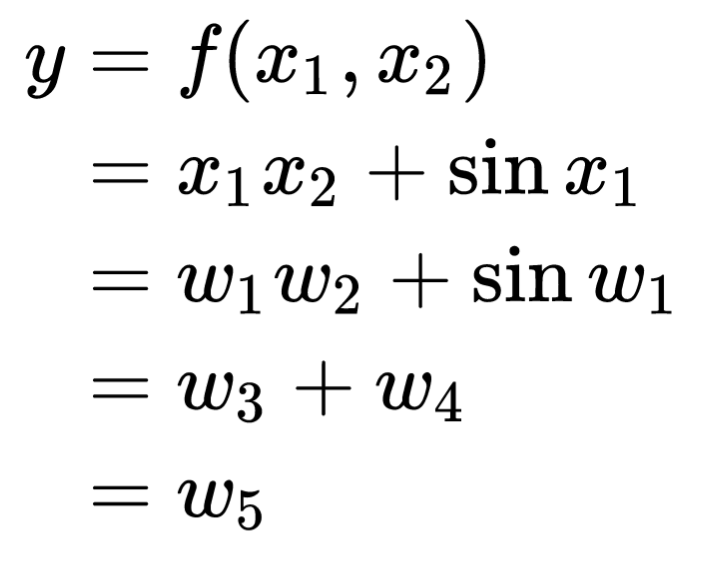 y = f(x₁, x₂)
= x₁x₂ + sin x₁
= w₁w₂ + sin w₁
= w₃ + w₄
= w₅